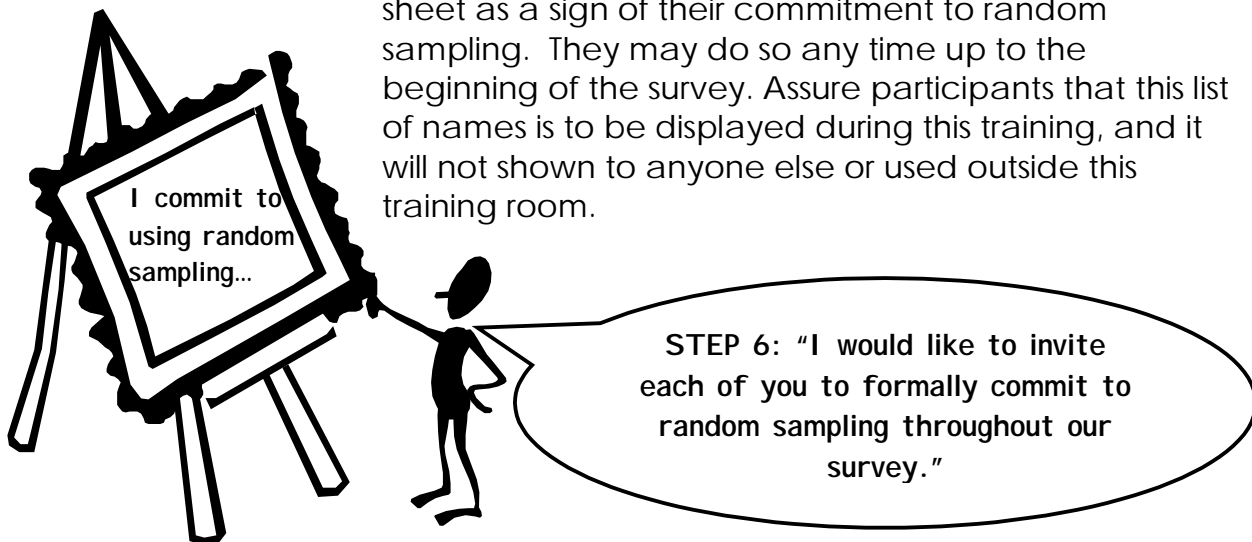 sheet as a sign of their commitment to random
sampling. They may do so any time up to the
beginning of the survey. Assure participants that this list
of names is to be displayed during this training, and it
will not shown to anyone else or used outside this
training room.
I commit to
using random
sampling...
STEP 6: “I would like to invite
each of you to formally commit to
random sampling throughout our
survey.”